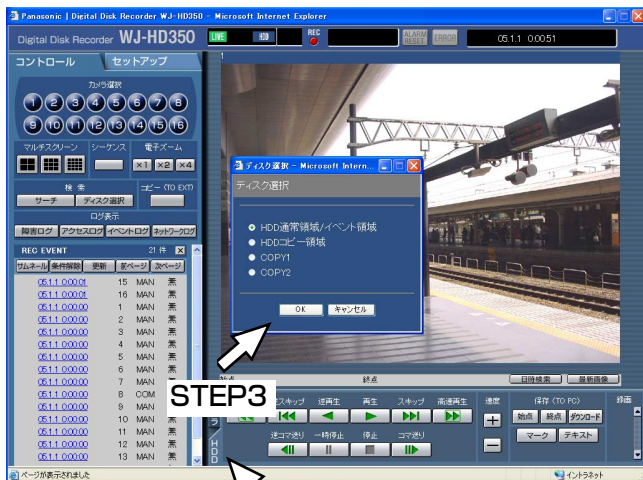 Panasonic | Digital Disk Recorder WJ-HD350 - Microsoft Internet Explorer
Digital Disk Recorder WJ-HD350 LIVE HDD REC ALARM RESET ERROR 05.1.1 0:00:51
コントロール セットアップ 1
カメラ選択
1 2 3 4 5 6 7 8
9 10 11 12 13 14 15 16
マルチスクリーン シーケンス 電子ズーム
×1 ×2 ×4
検索 コピー (TO EXT)
サーチ ディスク選択
ログ表示
障害ログ アクセスログ イベントログ ネットワークログ
REC EVENT 21 件
サムネール 条件解除 更新 前ページ 次ページ
05.1.1 0:00:01 15 MAN 無
05.1.1 0:00:01 16 MAN 無
05.1.1 0:00:00 1 MAN 無
05.1.1 0:00:00 2 MAN 無
05.1.1 0:00:00 3 MAN 無
05.1.1 0:00:00 4 MAN 無
05.1.1 0:00:00 5 MAN 無
05.1.1 0:00:00 6 MAN 無
05.1.1 0:00:00 7 MAN 無
05.1.1 0:00:00 8 COM
05.1.1 0:00:00 9 MAN
05.1.1 0:00:00 10 MAN 無
05.1.1 0:00:00 11 MAN 無
05.1.1 0:00:00 12 MAN 無
05.1.1 0:00:00 13 MAN 無
ディスク選択 - Microsoft Intern...
ディスク選択
HDD通常領域/イベント領域
HDDコピー領域
COPY1
COPY2
OK キャンセル
STEP3
終点 日時検索 最新画像
スキップ 逆再生 再生 スキップ 高速再生 速度 保存 (TO PC) 録画
始点 終点 ダウンロード
逆コマ送り 一時停止 停止 コマ送り マーク テキスト
HDD
ページが表示されました イントラネット